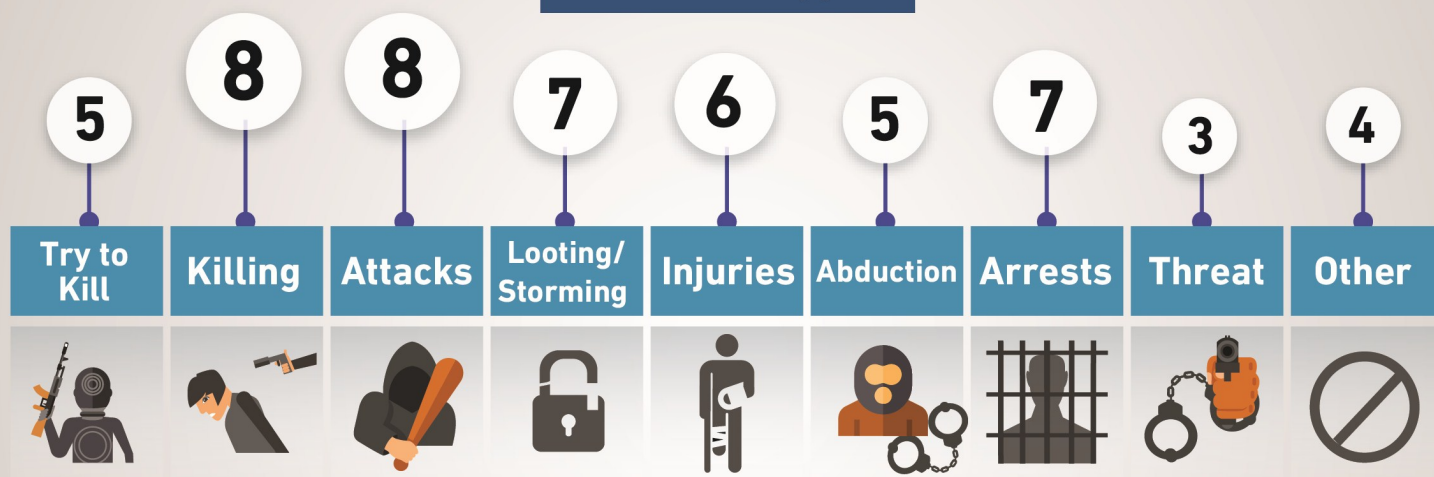 5
8
8
7
6
5
7
3
4
Try to
Kill
Killing
Attacks
Looting/
Storming
Injuries
Abduction
Arrests
Threat
Other